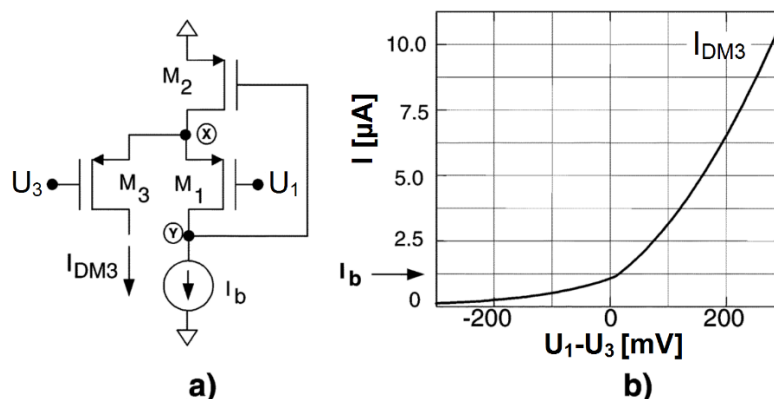 M2
X
U3
M3
M1
U1
Y
IDM3
Ib
a)
I [µA]
10.0
7.5
5.0
2.5
0
Ib
IDM3
-200
0
200
U1-U3 [mV]
b)